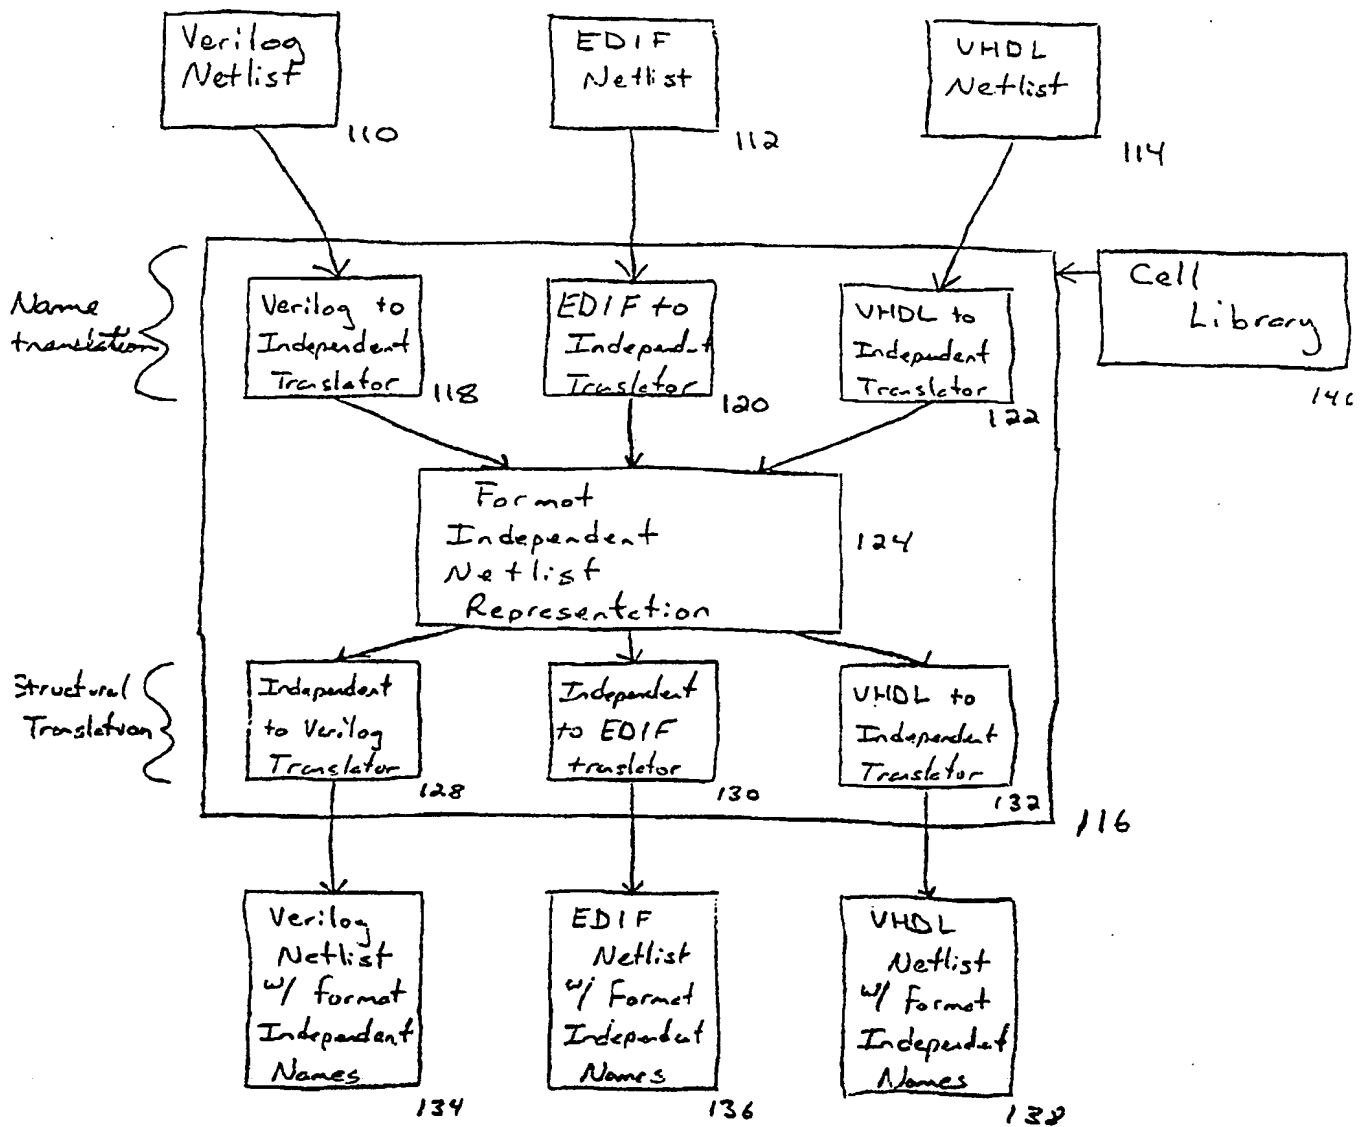 Verilog
Netlist
110
EDIF
Netlist
112
VHDL
Netlist
114
Name
translation
Verilog to
Independent
Translator
118
EDIF to
Independent
Translator
120
VHDL to
Independent
Translator
122
Cell
Library
Format
Independent
Netlist
Representation
124
Structural
Translation
Independent
to Verilog
Translator
128
Independent
to EDIF
translator
130
VHDL to
Independent
Translator
132
116
Verilog
Netlist
w/ format
Independent
Names
134
EDIF
Netlist
w/ Format
Independent
Names
136
VHDL
Netlist
w/ Format
Independent
Names
138